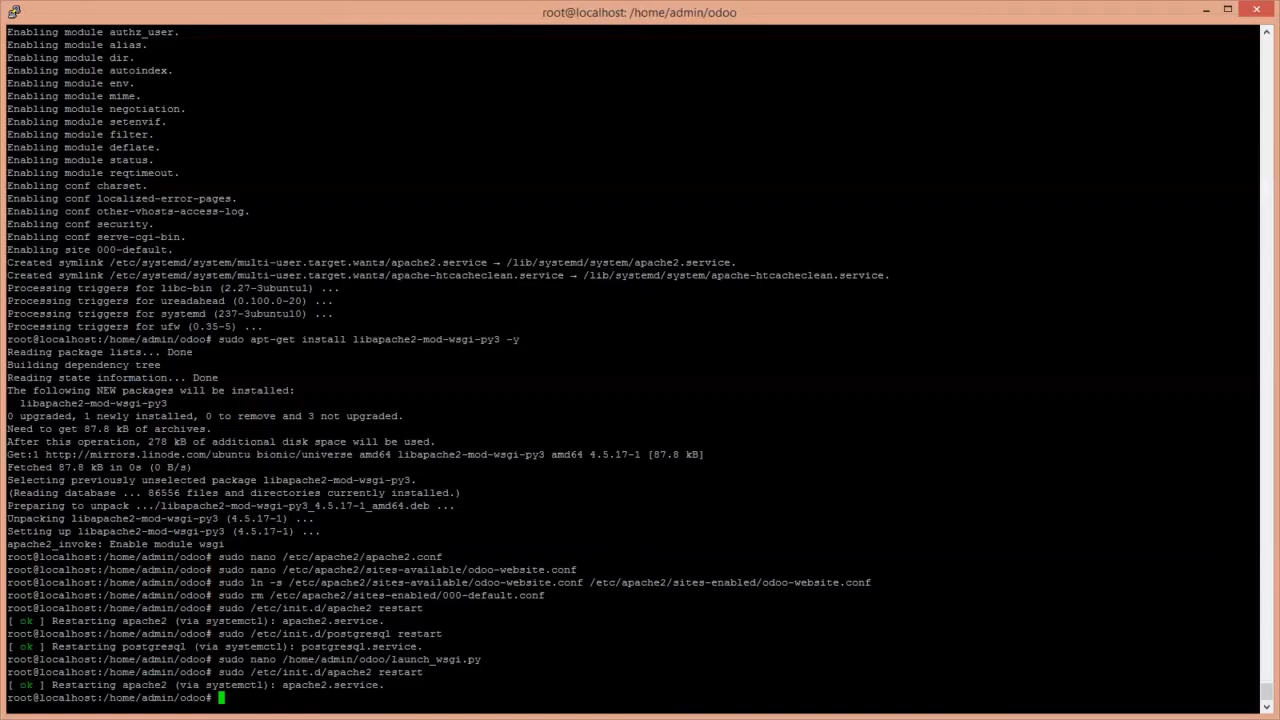 root@localhost: /home/admin/odoo
Enabling module authz_user.
Enabling module alias.
Enabling module dir.
Enabling module autoindex.
Enabling module env.
Enabling module mime.
Enabling module negotiation.
Enabling module setenvif.
Enabling module filter.
Enabling module deflate.
Enabling module status.
Enabling module reqtimeout.
Enabling conf charset.
Enabling conf localized-error-pages.
Enabling conf other-vhosts-access-log.
Enabling conf security.
Enabling conf serve-cgi-bin.
Enabling site 000-default.
Created symlink /etc/systemd/system/multi-user.target.wants/apache2.service → /lib/systemd/system/apache2.service.
Created symlink /etc/systemd/system/multi-user.target.wants/apache-htcacheclean.service → /lib/systemd/system/apache-htcacheclean.service.
Processing triggers for libc-bin (2.27-3ubuntu1) ...
Processing triggers for ureadahead (0.100.0-20) ...
Processing triggers for systemd (237-3ubuntu10) ...
Processing triggers for ufw (0.35-5) ...
root@localhost:/home/admin/odoo# sudo apt-get install libapache2-mod-wsgi-py3 -y
Reading package lists... Done
Building dependency tree
Reading state information... Done
The following NEW packages will be installed:
  libapache2-mod-wsgi-py3
0 upgraded, 1 newly installed, 0 to remove and 3 not upgraded.
Need to get 87.8 kB of archives.
After this operation, 278 kB of additional disk space will be used.
Get:1 http://mirrors.linode.com/ubuntu bionic/universe amd64 libapache2-mod-wsgi-py3 amd64 4.5.17-1 [87.8 kB]
Fetched 87.8 kB in 0s (0 B/s)
Selecting previously unselected package libapache2-mod-wsgi-py3.
(Reading database ... 86556 files and directories currently installed.)
Preparing to unpack .../libapache2-mod-wsgi-py3_4.5.17-1_amd64.deb ...
Unpacking libapache2-mod-wsgi-py3 (4.5.17-1) ...
Setting up libapache2-mod-wsgi-py3 (4.5.17-1) ...
apache2_invoke: Enable module wsgi
root@localhost:/home/admin/odoo# sudo nano /etc/apache2/apache2.conf
root@localhost:/home/admin/odoo# sudo nano /etc/apache2/sites-available/odoo-website.conf
root@localhost:/home/admin/odoo# sudo ln -s /etc/apache2/sites-available/odoo-website.conf /etc/apache2/sites-enabled/odoo-website.conf
root@localhost:/home/admin/odoo# sudo rm /etc/apache2/sites-enabled/000-default.conf
root@localhost:/home/admin/odoo# sudo /etc/init.d/apache2 restart
[ ok ] Restarting apache2 (via systemctl): apache2.service.
root@localhost:/home/admin/odoo# sudo /etc/init.d/postgresql restart
[ ok ] Restarting postgresql (via systemctl): postgresql.service.
root@localhost:/home/admin/odoo# sudo nano /home/admin/odoo/launch_wsgi.py
root@localhost:/home/admin/odoo# sudo /etc/init.d/apache2 restart
[ ok ] Restarting apache2 (via systemctl): apache2.service.
root@localhost:/home/admin/odoo#